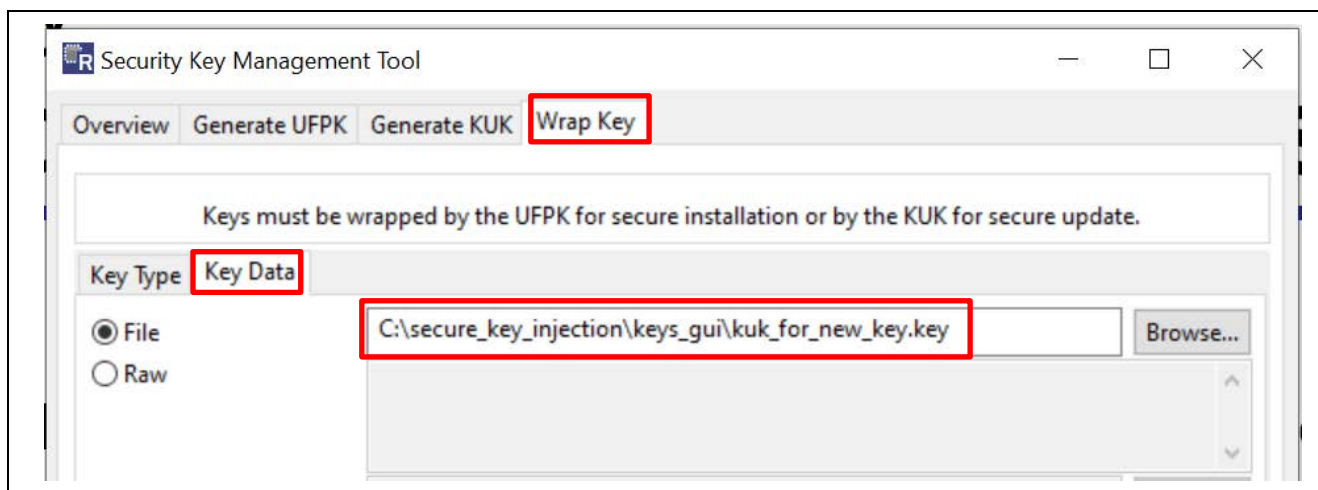 R Security Key Management Tool
Overview Generate UFPK Generate KUK Wrap Key
Keys must be wrapped by the UFPK for secure installation or by the KUK for secure update.
Key Type Key Data
File C:\secure_key_injection\keys_gui\kuk_for_new_key.key Browse...
Raw